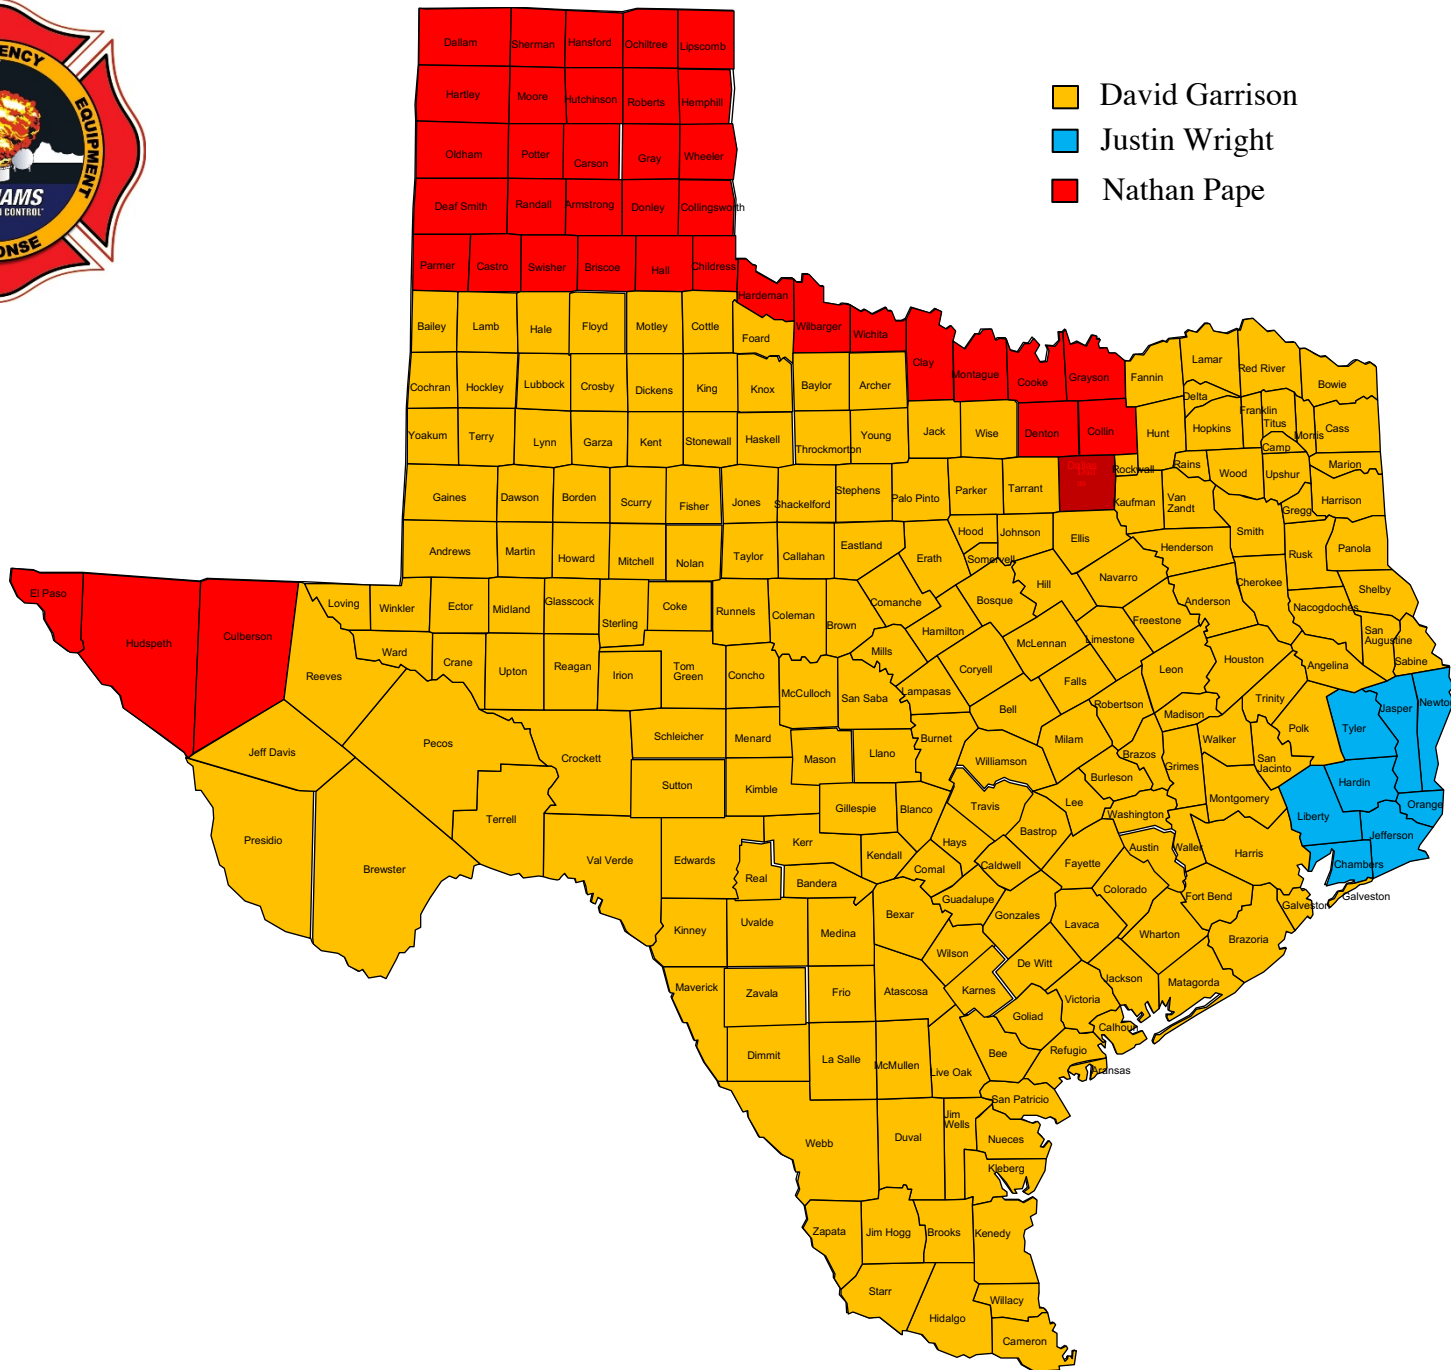 ENCY
EQUIPMENT
AMS
CONTROL
ONSE
David Garrison
Justin Wright
Nathan Pape
Dallam Sherman Hansford Ochiltree Lipscomb
Hartley Moore Hutchinson Roberts Hemphill
Oldham Potter Carson Gray Wheeler
Deaf Smith Randall Armstrong Donley Collingsworth
Parmer Castro Swisher Briscoe Hall Childress
Hardeman
Bailey Lamb Hale Floyd Motley Cottle Foard Wilbarger Wichita
Clay Montague Cooke Grayson Fannin Lamar Red River Bowie
Cochran Hockley Lubbock Crosby Dickens King Knox Baylor Archer
Delta Franklin Titus Morris Cass
Yoakum Terry Lynn Garza Kent Stonewall Haskell Throckmorton Young Jack Wise Denton Collin Hunt Hopkins Camp
Rockwall Rains Wood Upshur Marion
Gaines Dawson Borden Scurry Fisher Jones Shackelford Stephens Palo Pinto Parker Tarrant Kaufman
Van
Zandt
Gregg Harrison
Andrews Martin Howard Mitchell Nolan Taylor Callahan Eastland Erath Hood Johnson Ellis Somervell Henderson Smith Rusk Panola
El Paso Hudspeth Culberson
Loving Winkler Ector Midland Glasscock Sterling Coke Runnels Coleman Brown Comanche Bosque Hill Navarro Anderson Cherokee Nacogdoches Shelby
San
Augustine
Sabine
Reeves Ward Crane Upton Reagan Irion
Tom
Green
Concho McCulloch San Saba Mills Hamilton Lampasas Coryell McLennan Limestone Freestone Falls Leon Houston Angelina
Jeff Davis Pecos Crockett Schleicher Menard Mason Llano Burnet Bell Milam Robertson Madison Trinity Polk Tyler Jasper Newto
Williamson Brazos Grimes Walker
San
Jacinto
Hardin
Presidio Brewster Terrell Sutton Kimble Gillespie Blanco Travis Lee Burleson Washington Montgomery Liberty Orange Jefferson
Val Verde Edwards Real Kerr Bandera Kendall Comal Hays Caldwell Bastrop Fayette Austin Waller Harris Chambers
Kinney Uvalde Medina Bexar Guadalupe Gonzales Lavaca Colorado Fort Bend Galveston Galveston
Wilson De Witt Wharton Brazoria
Maverick Zavala Frio Atascosa Karnes Jackson Matagorda
Goliad Victoria Calhoun
Dimmit La Salle McMullen Live Oak Bee Refugio Aransas
San Patricio
Webb Duval
Jim
Wells
Nueces
Kleberg
Zapata Jim Hogg Brooks Kenedy
Starr Hidalgo Willacy
Cameron